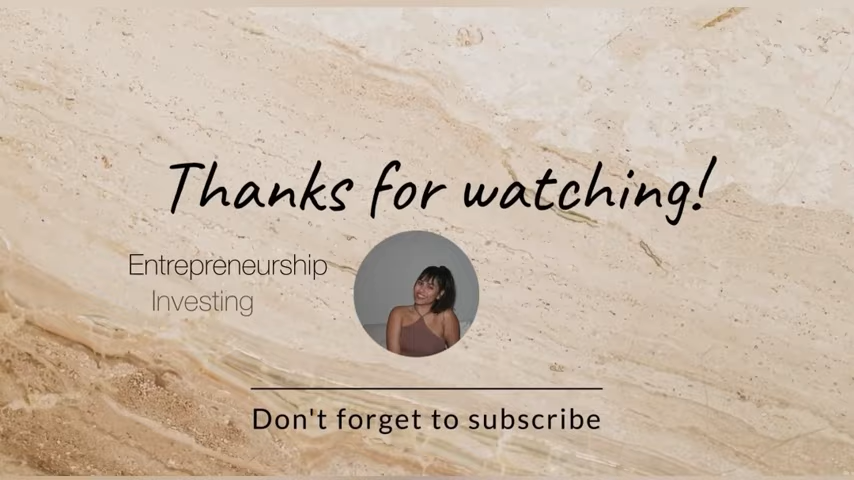 Thanks for watching!
Entrepreneurship
Investing
Don't forget to subscribe